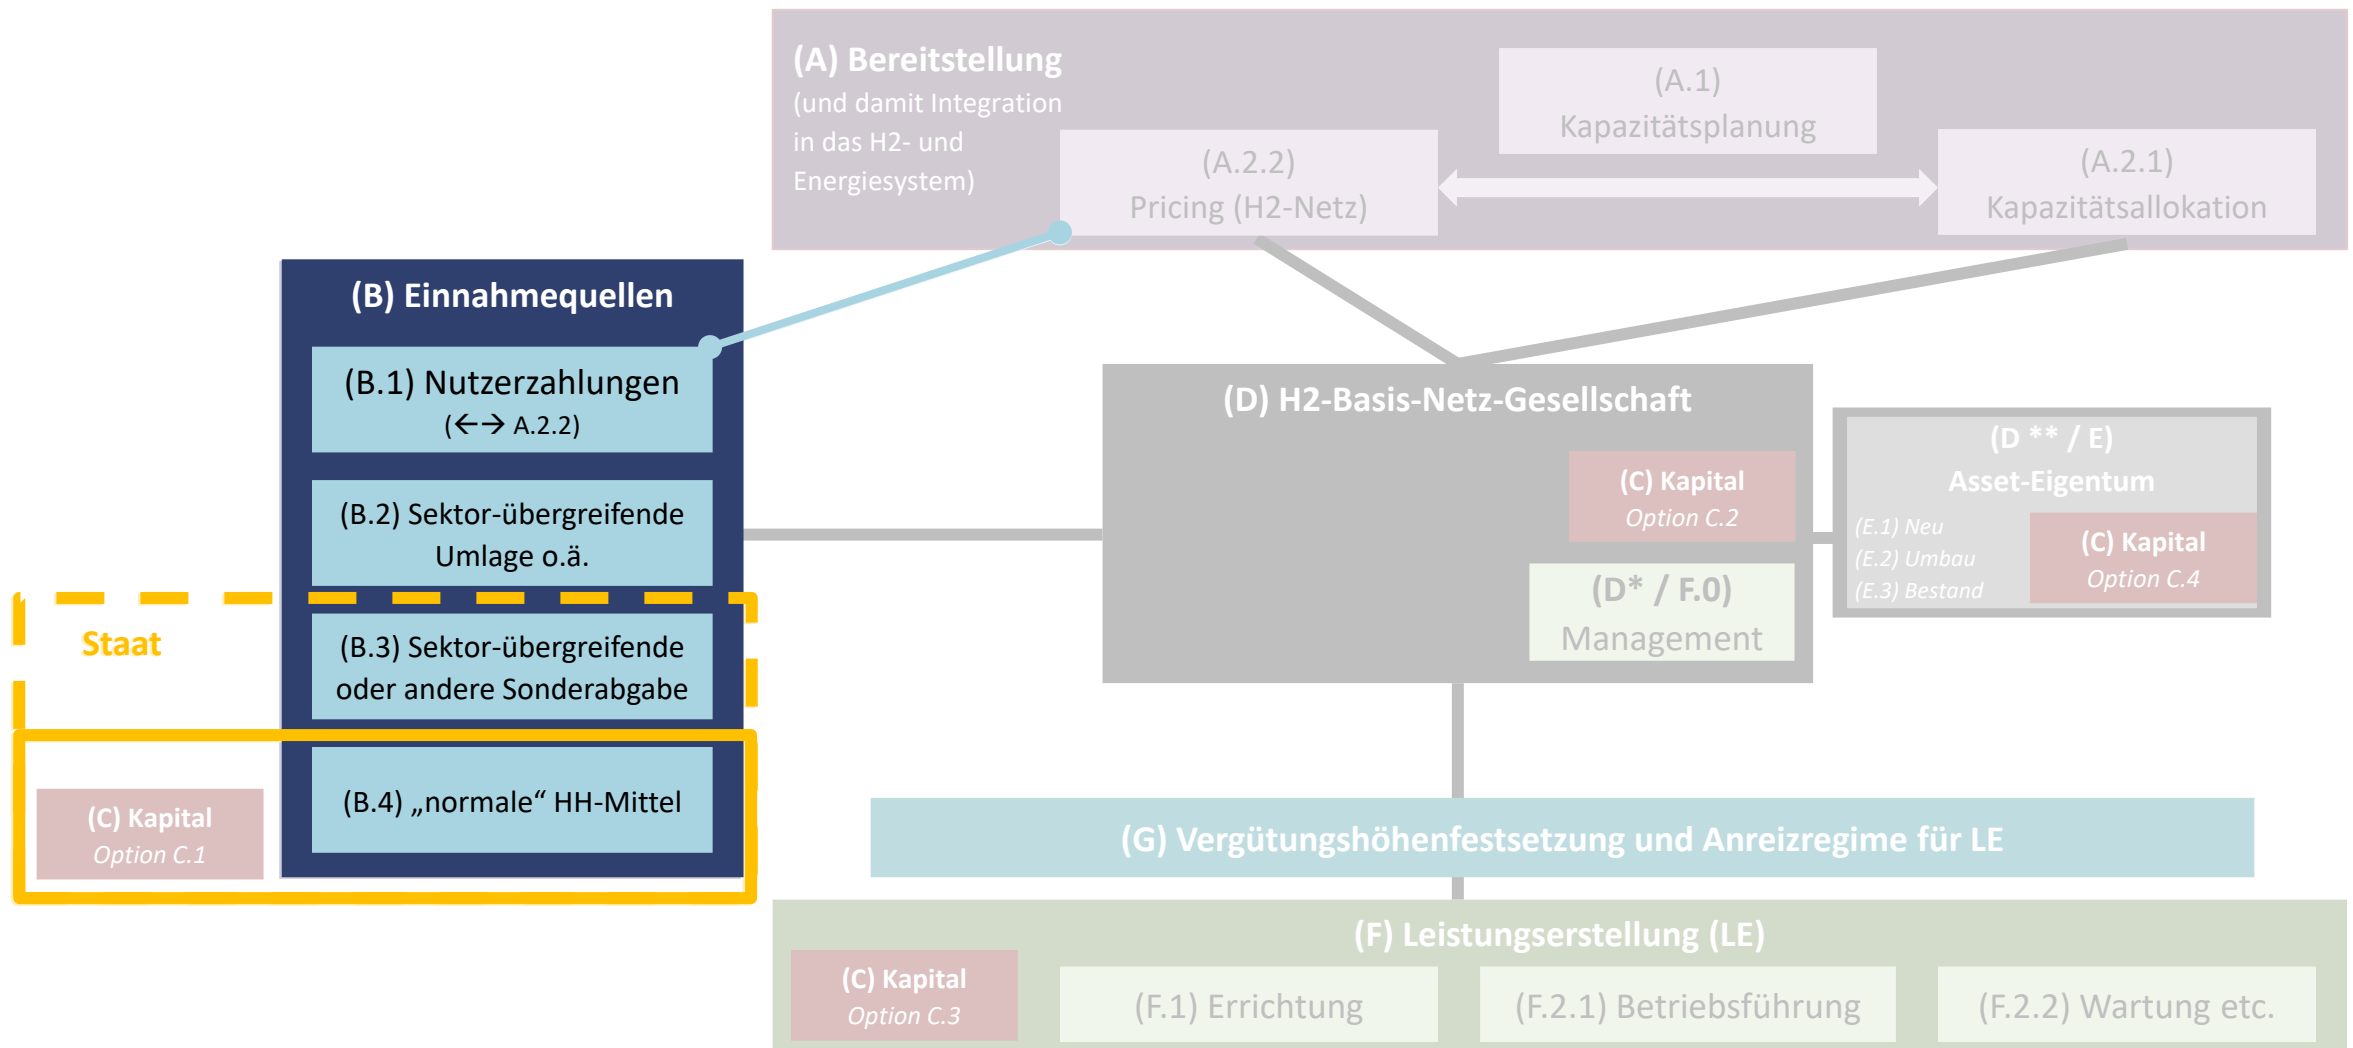 (A) Bereitstellung
(und damit Integration
in das H2- und
Energiesystem)
(A.1)
Kapazitätsplanung
(A.2.2)
Pricing (H2-Netz)
(A.2.1)
Kapazitätsallokation
(B) Einnahmequellen
(B.1) Nutzerzahlungen
(←→ A.2.2)
(B.2) Sektor-übergreifende
Umlage o.ä.
Staat
(B.3) Sektor-übergreifende
oder andere Sonderabgabe
(B.4) „normale“ HH-Mittel
(C) Kapital
Option C.1
(D) H2-Basis-Netz-Gesellschaft
(C) Kapital
Option C.2
(D* / F.0)
Management
(D ** / E)
Asset-Eigentum
(E.1) Neu
(E.2) Umbau
(E.3) Bestand
(C) Kapital
Option C.4
(G) Vergütungshöhenfestsetzung und Anreizregime für LE
(F) Leistungserstellung (LE)
(C) Kapital
Option C.3
(F.1) Errichtung
(F.2.1) Betriebsführung
(F.2.2) Wartung etc.